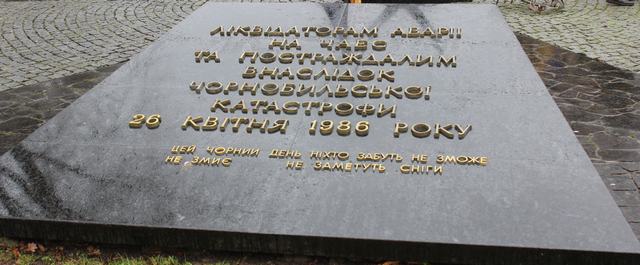 ЛІКВІДАТОРАМ АВАРІЇ
НА ЧАЕС
ТА ПОСТРАЖДАЛИМ
ВНАСЛІДОК
ЧОРНОБИЛЬСЬКОЇ
КАТАСТРОФИ
26 КВІТНЯ 1986 РОКУ
ЦЕЙ ЧОРНИЙ ДЕНЬ НІХТО ЗАБУТЬ НЕ ЗМОЖЕ
НЕ ЗМИЄ НЕ ЗАМЕТУТЬ СНІГИ